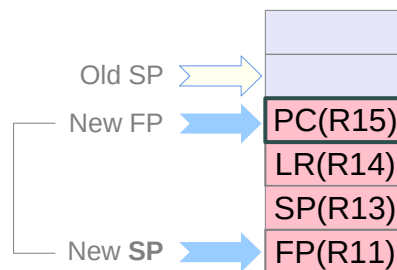 Old SP
New FP PC(R15)
LR(R14)
SP(R13)
New SP FP(R11)